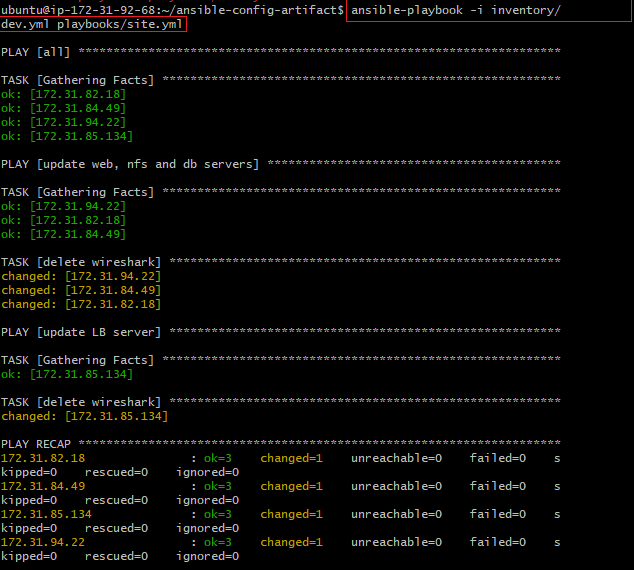 ubuntu@ip-172-31-92-68:~/ansible-config-artifact$ ansible-playbook -i inventory/
dev.yml playbooks/site.yml
PLAY [all] *********************************************************************
TASK [Gathering Facts] *********************************************************
ok: [172.31.82.18]
ok: [172.31.84.49]
ok: [172.31.94.22]
ok: [172.31.85.134]
PLAY [update web, nfs and db servers] ******************************************
TASK [Gathering Facts] *********************************************************
ok: [172.31.94.22]
ok: [172.31.82.18]
ok: [172.31.84.49]
TASK [delete wireshark] ********************************************************
changed: [172.31.94.22]
changed: [172.31.84.49]
changed: [172.31.82.18]
PLAY [update LB server] ********************************************************
TASK [Gathering Facts] *********************************************************
ok: [172.31.85.134]
TASK [delete wireshark] ********************************************************
changed: [172.31.85.134]
PLAY RECAP *********************************************************************
172.31.82.18               : ok=3    changed=1    unreachable=0    failed=0    s
kipped=0    rescued=0    ignored=0
172.31.84.49               : ok=3    changed=1    unreachable=0    failed=0    s
kipped=0    rescued=0    ignored=0
172.31.85.134              : ok=3    changed=1    unreachable=0    failed=0    s
kipped=0    rescued=0    ignored=0
172.31.94.22               : ok=3    changed=1    unreachable=0    failed=0    s
kipped=0    rescued=0    ignored=0